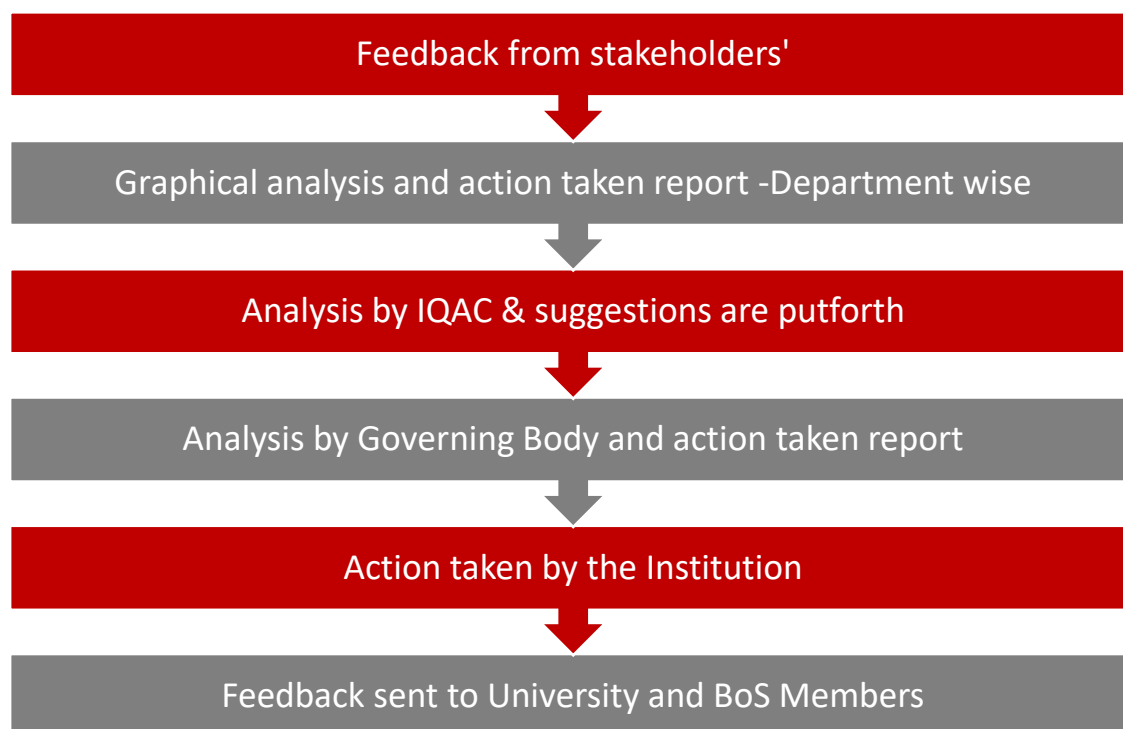 Feedback from stakeholders'
Graphical analysis and action taken report -Department wise
Analysis by IQAC & suggestions are putforth
Analysis by Governing Body and action taken report
Action taken by the Institution
Feedback sent to University and BoS Members